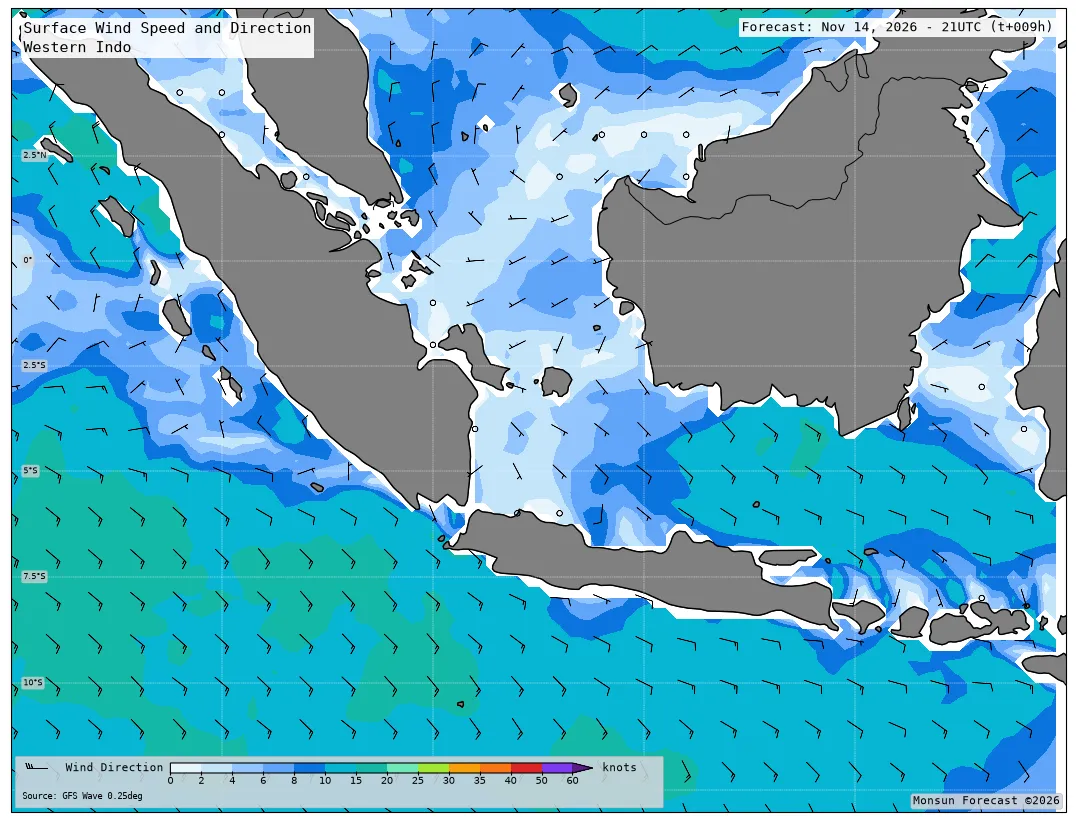 Surface Wind Speed and Direction
Western Indo
Forecast: Nov 14, 2026 - 21UTC (t+009h)
2.5°N
0°
2.5°S
5°S
7.5°S
10°S
Wind Direction
0 2 4 6 8 10 15 20 25 30 35 40 50 60
knots
Source: GFS Wave 0.25deg
Monsun Forecast ©2026